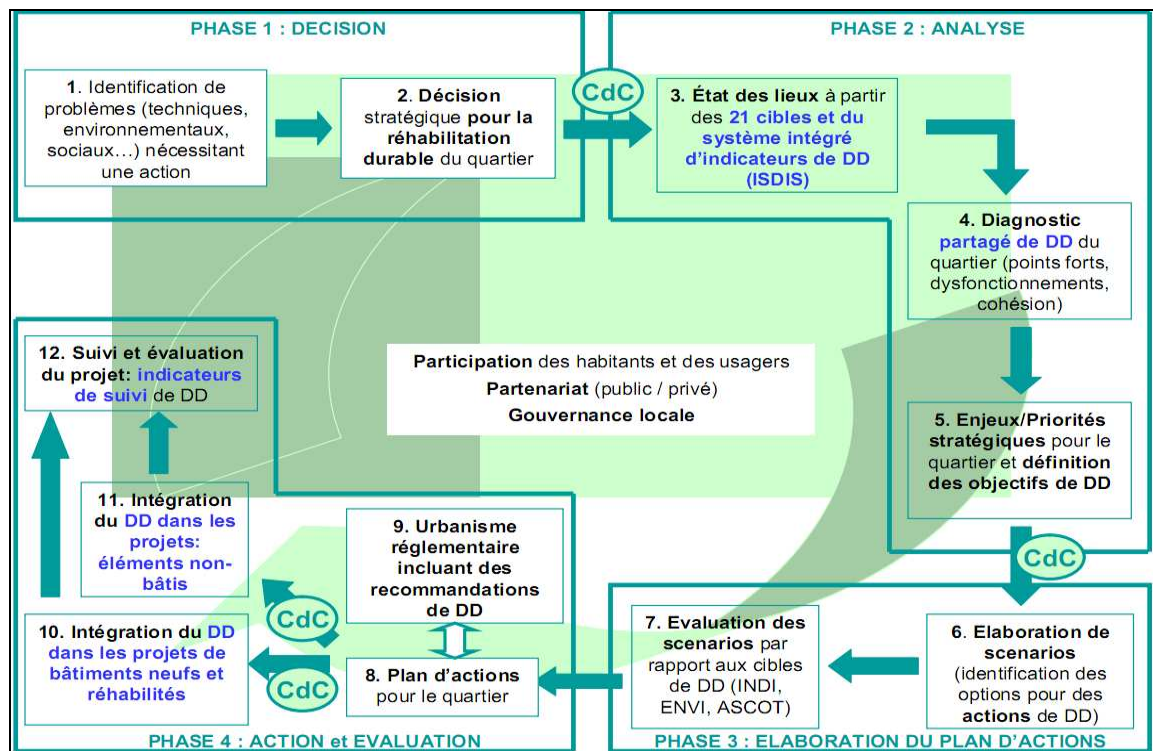 PHASE 1 : DECISION
1. Identification de
problèmes (techniques,
environnementaux,
sociaux…) nécessitant
une action
2. Décision
stratégique pour la
réhabilitation
durable du quartier
CdC
PHASE 2 : ANALYSE
3. État des lieux à partir
des 21 cibles et du
système intégré
d’indicateurs de DD
(ISDIS)
4. Diagnostic
partagé de DD du
quartier (points forts,
dysfonctionnements,
cohésion)
5. Enjeux/Priorités
stratégiques pour le
quartier et définition
des objectifs de DD
CdC
Participation des habitants et des usagers
Partenariat (public / privé)
Gouvernance locale
6. Elaboration de
scenarios
(identification des
options pour des
actions de DD)
7. Evaluation des
scenarios par
rapport aux cibles
de DD (INDI,
ENVI, ASCOT)
PHASE 3 : ELABORATION DU PLAN D’ACTIONS
8. Plan d’actions
pour le quartier
9. Urbanisme
réglementaire
incluant des
recommandations
de DD
CdC
CdC
10. Intégration du DD
dans les projets de
bâtiments neufs et
réhabilités
11. Intégration
du DD dans les
projets:
éléments non-
bâtis
12. Suivi et évaluation
du projet: indicateurs
de suivi de DD
PHASE 4 : ACTION et EVALUATION